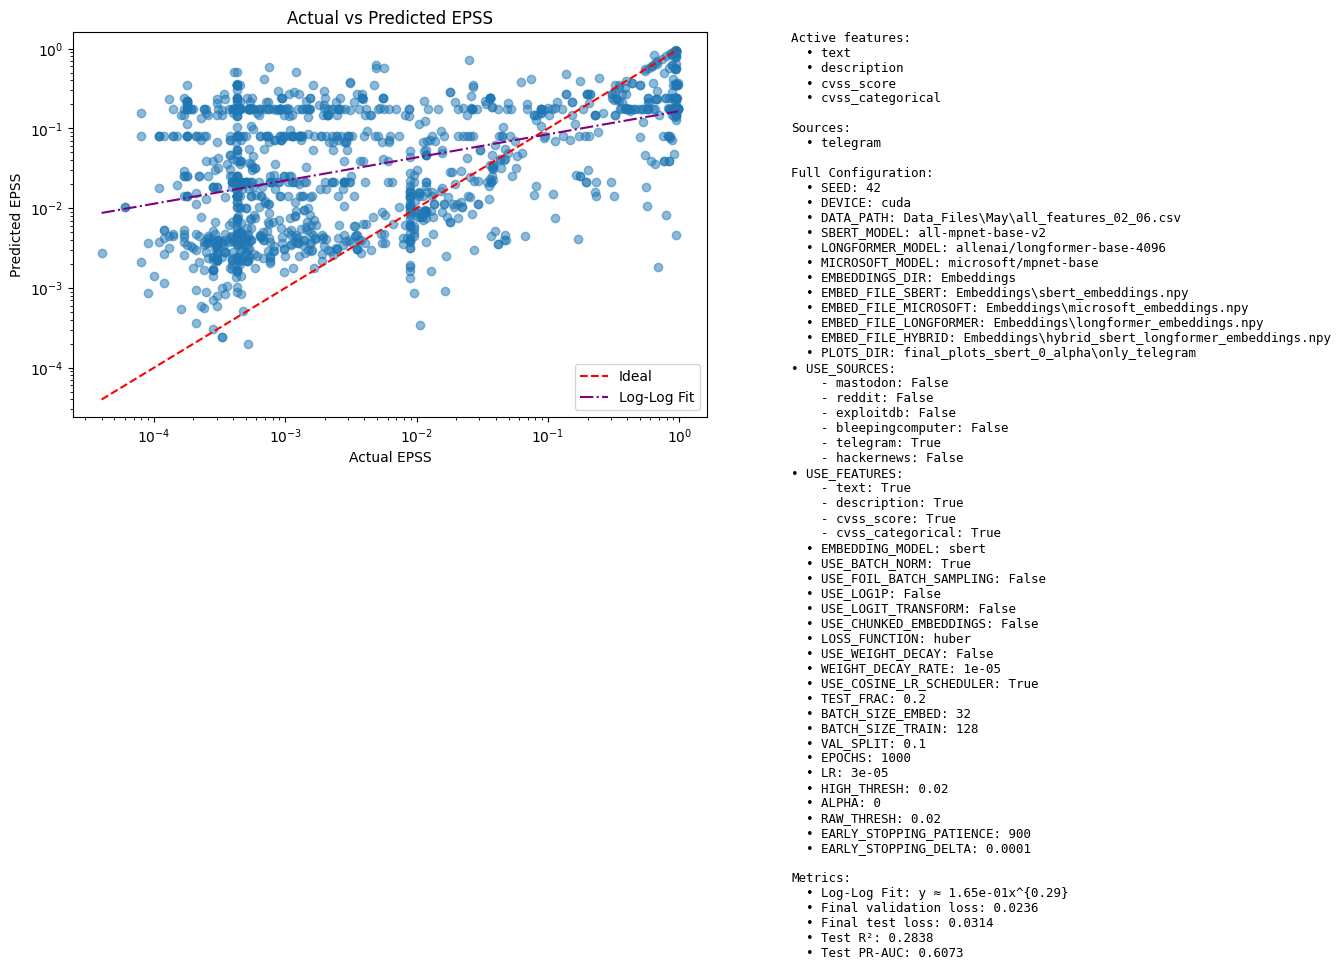 Actual vs Predicted EPSS
10⁰
10⁻¹
10⁻²
10⁻³
10⁻⁴
Predicted EPSS
10⁻⁴
10⁻³
10⁻²
10⁻¹
10⁰
Actual EPSS
Ideal
Log-Log Fit
Active features:
• text
• description
• cvss_score
• cvss_categorical
Sources:
• telegram
Full Configuration:
• SEED: 42
• DEVICE: cuda
• DATA_PATH: Data_Files\May\all_features_02_06.csv
• SBERT_MODEL: all-mpnet-base-v2
• LONGFORMER_MODEL: allenai/longformer-base-4096
• MICROSOFT_MODEL: microsoft/mpnet-base
• EMBEDDINGS_DIR: Embeddings
• EMBED_FILE_SBERT: Embeddings\sbert_embeddings.npy
• EMBED_FILE_MICROSOFT: Embeddings\microsoft_embeddings.npy
• EMBED_FILE_LONGFORMER: Embeddings\longformer_embeddings.npy
• EMBED_FILE_HYBRID: Embeddings\hybrid_sbert_longformer_embeddings.npy
• PLOTS_DIR: final_plots_sbert_0_alpha\only_telegram
• USE_SOURCES:
- mastodon: False
- reddit: False
- exploitdb: False
- bleepingcomputer: False
- telegram: True
- hackernews: False
• USE_FEATURES:
- text: True
- description: True
- cvss_score: True
- cvss_categorical: True
• EMBEDDING_MODEL: sbert
• USE_BATCH_NORM: True
• USE_FOIL_BATCH_SAMPLING: False
• USE_LOG1P: False
• USE_LOGIT_TRANSFORM: False
• USE_CHUNKED_EMBEDDINGS: False
• LOSS_FUNCTION: huber
• USE_WEIGHT_DECAY: False
• WEIGHT_DECAY_RATE: 1e-05
• USE_COSINE_LR_SCHEDULER: True
• TEST_FRAC: 0.2
• BATCH_SIZE_EMBED: 32
• BATCH_SIZE_TRAIN: 128
• VAL_SPLIT: 0.1
• EPOCHS: 1000
• LR: 3e-05
• HIGH_THRESH: 0.02
• ALPHA: 0
• RAW_THRESH: 0.02
• EARLY_STOPPING_PATIENCE: 900
• EARLY_STOPPING_DELTA: 0.0001
Metrics:
• Log-Log Fit: y ≈ 1.65e-01x^{0.29}
• Final validation loss: 0.0236
• Final test loss: 0.0314
• Test R²: 0.2838
• Test PR-AUC: 0.6073